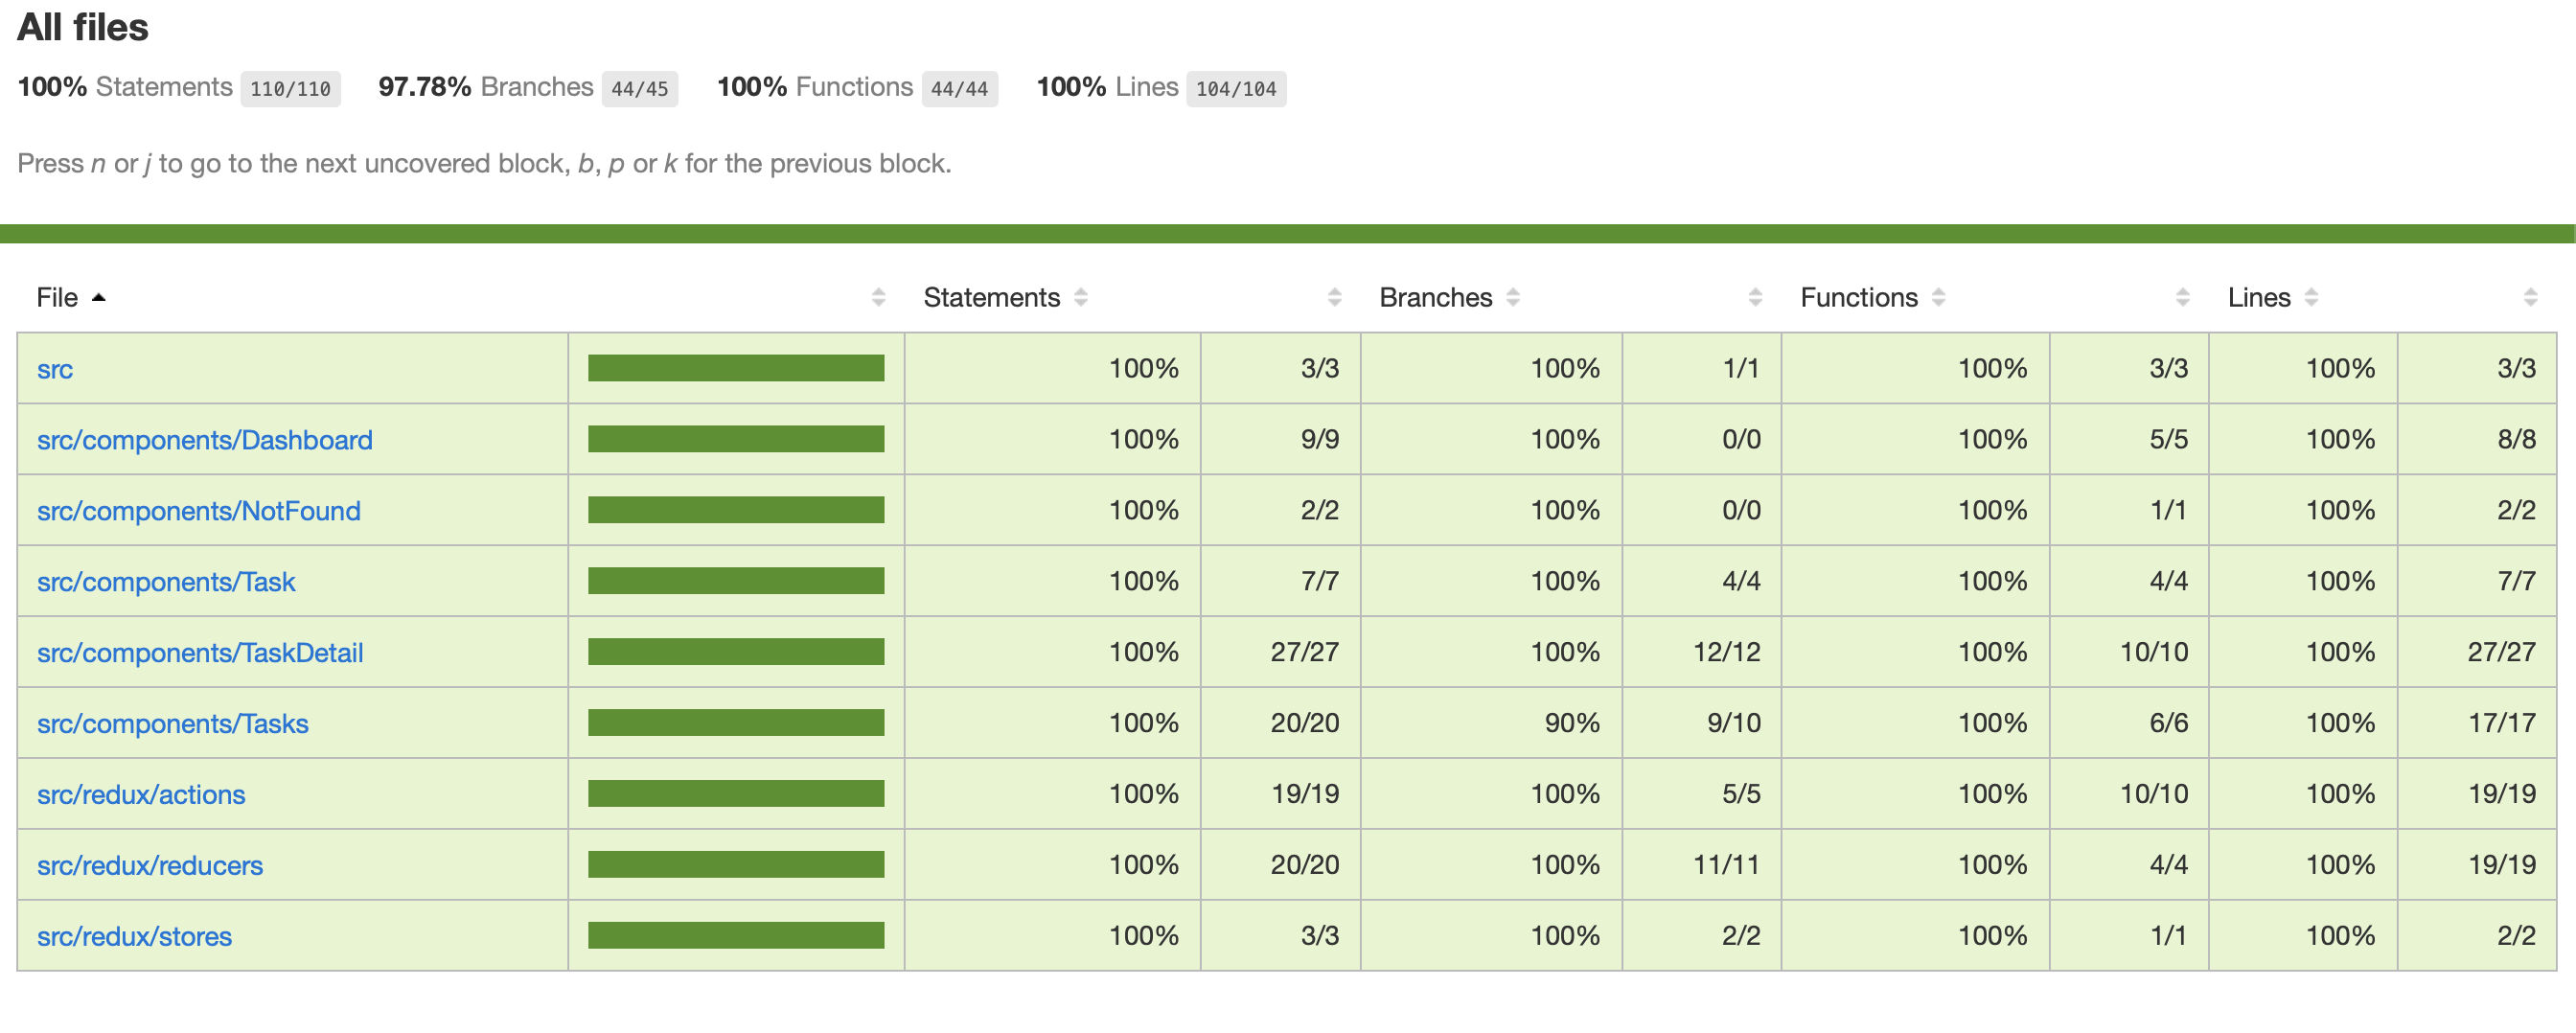 All files
100% Statements 110/110 97.78% Branches 44/45 100% Functions 44/44 100% Lines 104/104
Press n or j to go to the next uncovered block, b, p or k for the previous block.
File Statements Branches Functions Lines
src 100% 3/3 100% 1/1 100% 3/3 100% 3/3
src/components/Dashboard 100% 9/9 100% 0/0 100% 5/5 100% 8/8
src/components/NotFound 100% 2/2 100% 0/0 100% 1/1 100% 2/2
src/components/Task 100% 7/7 100% 4/4 100% 4/4 100% 7/7
src/components/TaskDetail 100% 27/27 100% 12/12 100% 10/10 100% 27/27
src/components/Tasks 100% 20/20 90% 9/10 100% 6/6 100% 17/17
src/redux/actions 100% 19/19 100% 5/5 100% 10/10 100% 19/19
src/redux/reducers 100% 20/20 100% 11/11 100% 4/4 100% 19/19
src/redux/stores 100% 3/3 100% 2/2 100% 1/1 100% 2/2